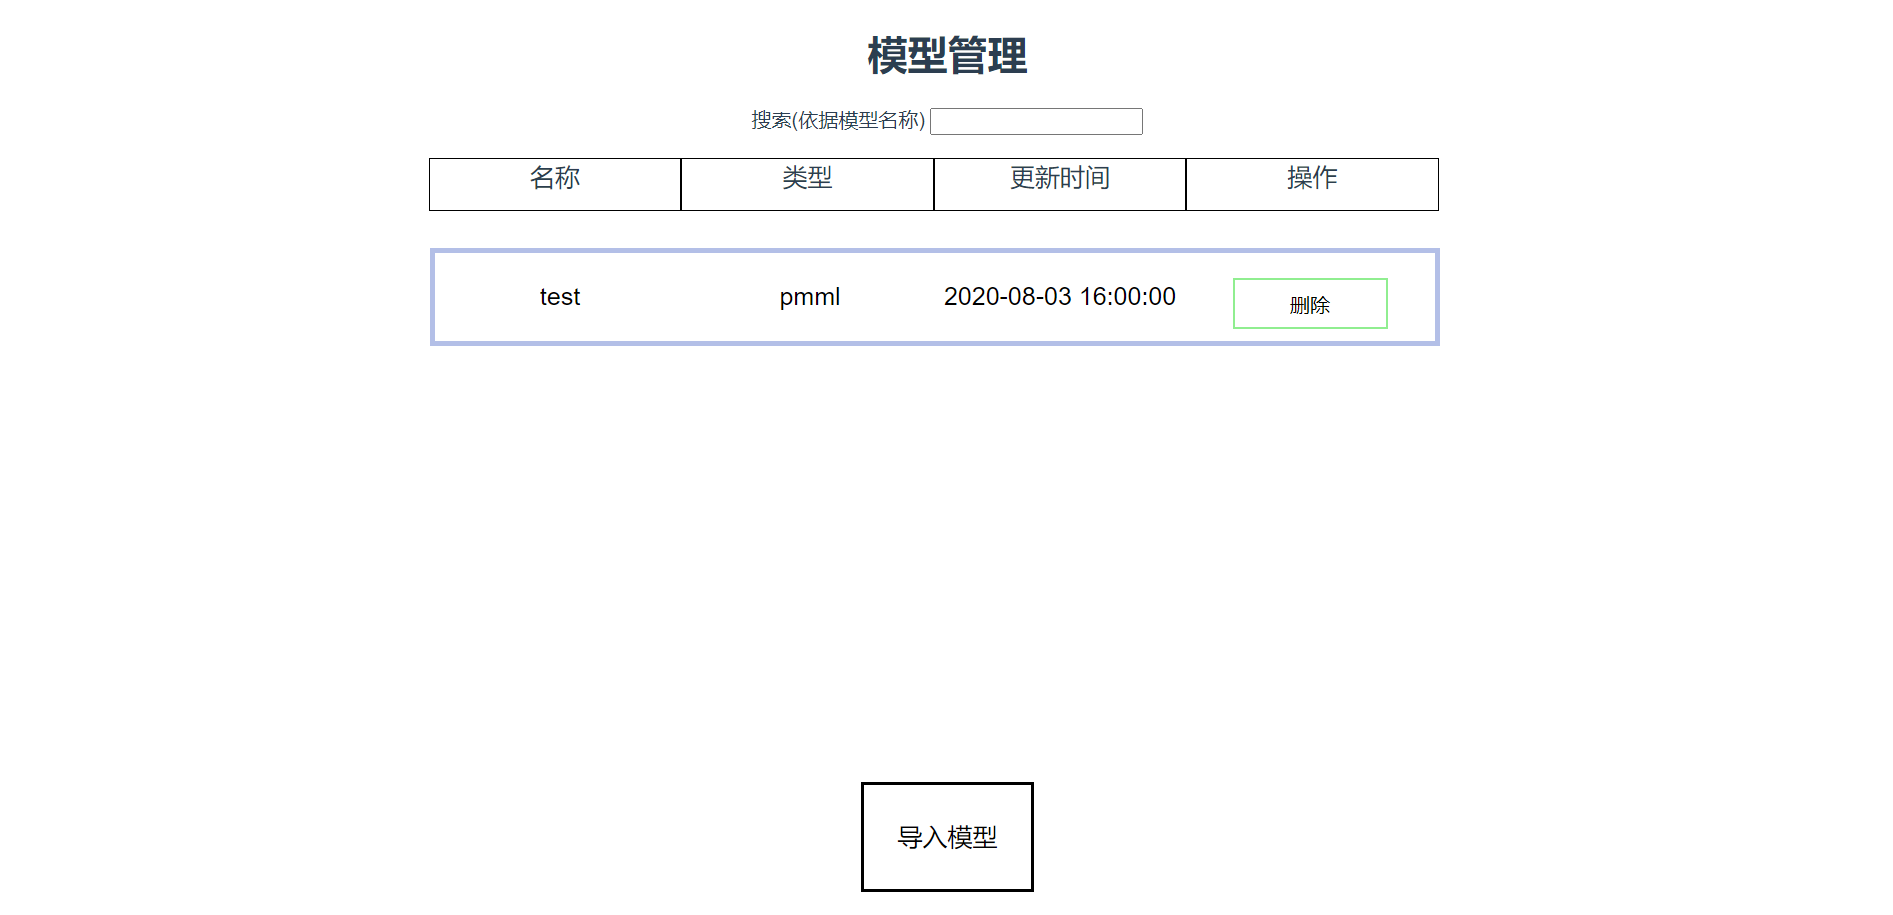 模型管理
搜索(依据模型名称)
名称 类型 更新时间 操作
test pmml 2020-08-03 16:00:00 删除
导入模型